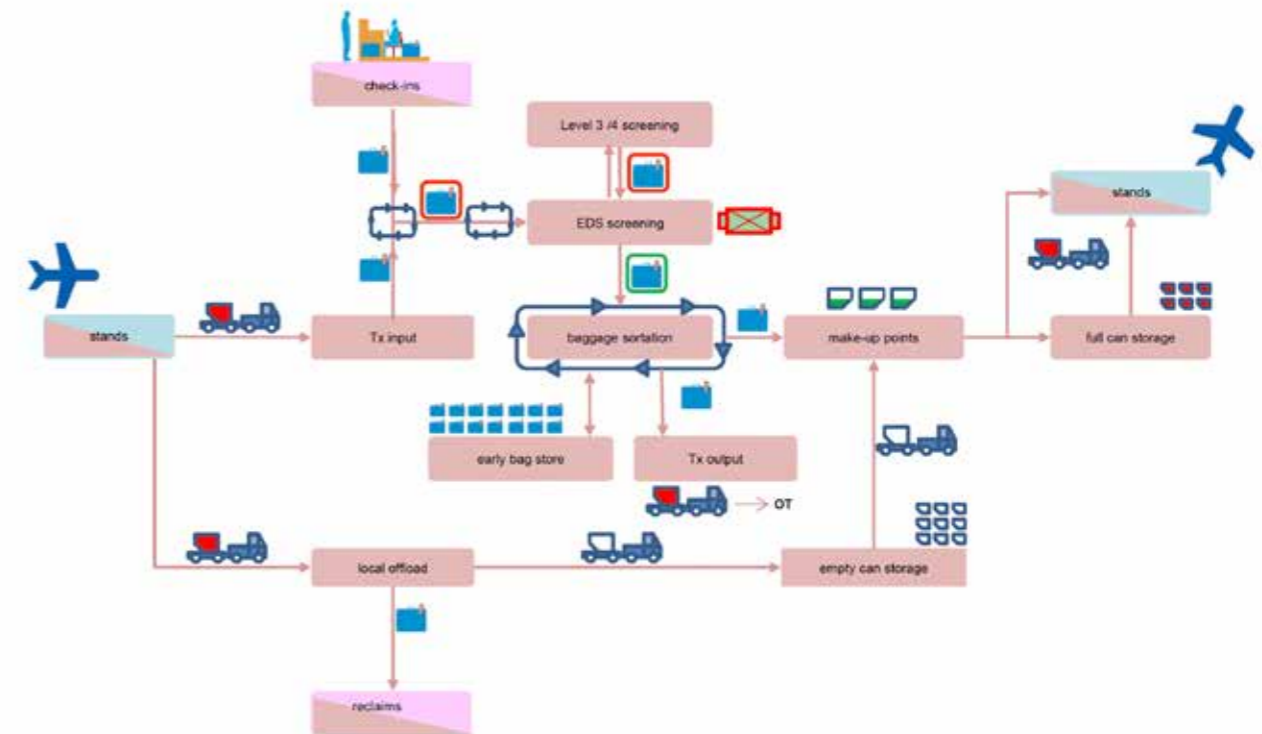 check-ins
Level 3 /4 screening
stands
EDS screening
stands
Tx input
baggage sortation
make-up points
full can storage
early bag store
Tx output
OT
local offload
empty can storage
reclaims